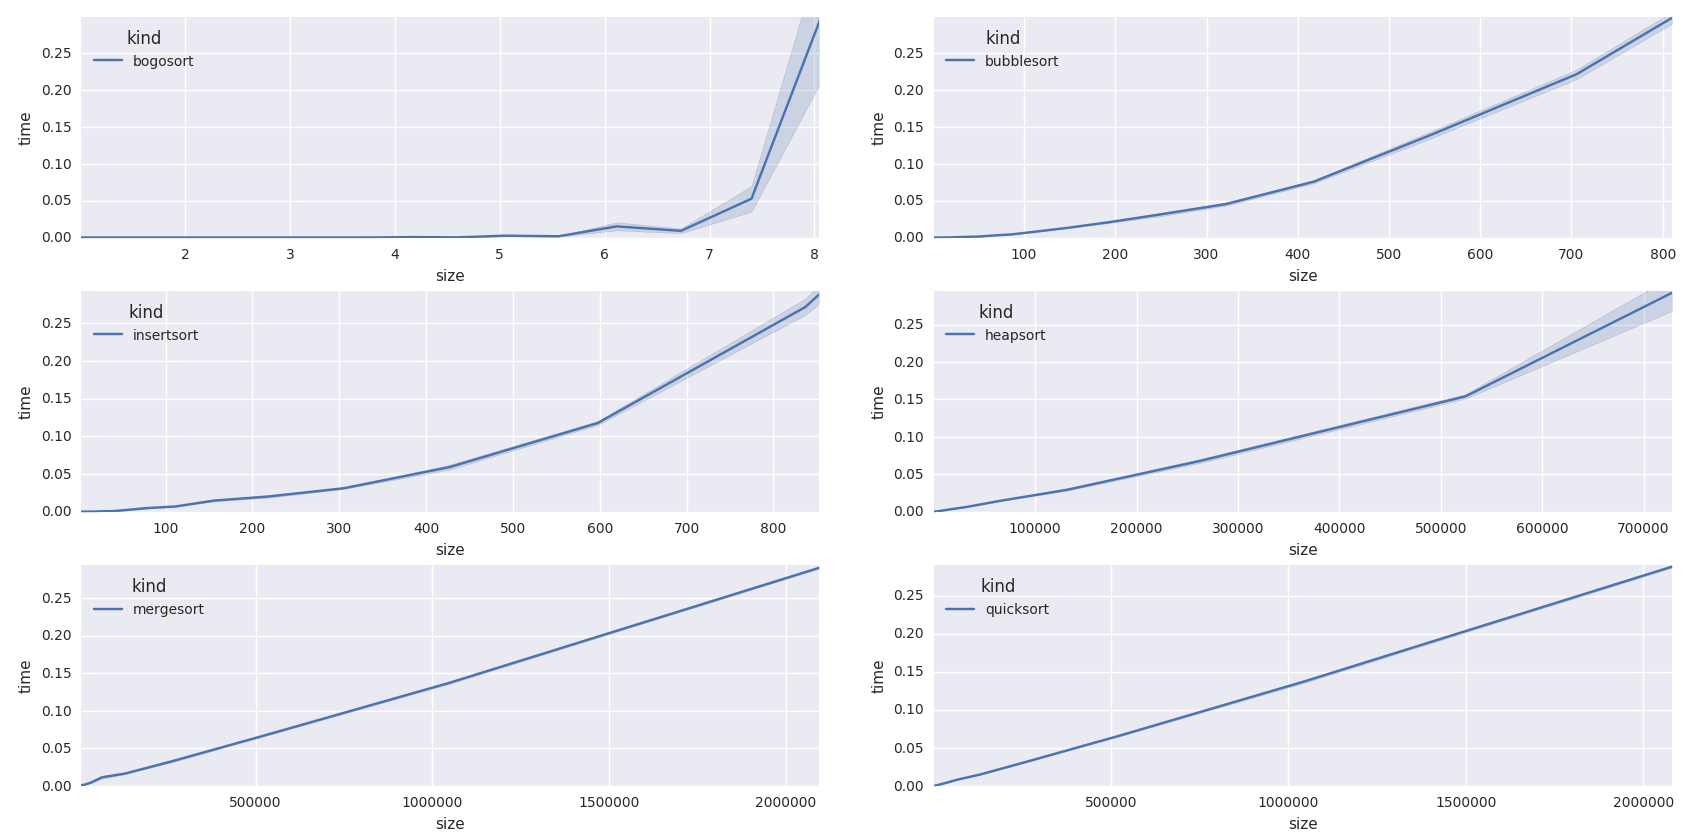 kind
bogosort
0.25
0.20
0.15
0.10
0.05
0.00
time
2 3 4 5 6 7 8
size
kind
bubblesort
0.25
0.20
0.15
0.10
0.05
0.00
time
100 200 300 400 500 600 700 800
size
kind
insertsort
0.25
0.20
0.15
0.10
0.05
0.00
time
100 200 300 400 500 600 700 800
size
kind
heapsort
0.25
0.20
0.15
0.10
0.05
0.00
time
100000 200000 300000 400000 500000 600000 700000
size
kind
mergesort
0.25
0.20
0.15
0.10
0.05
0.00
time
500000 1000000 1500000 2000000
size
kind
quicksort
0.25
0.20
0.15
0.10
0.05
0.00
time
500000 1000000 1500000 2000000
size